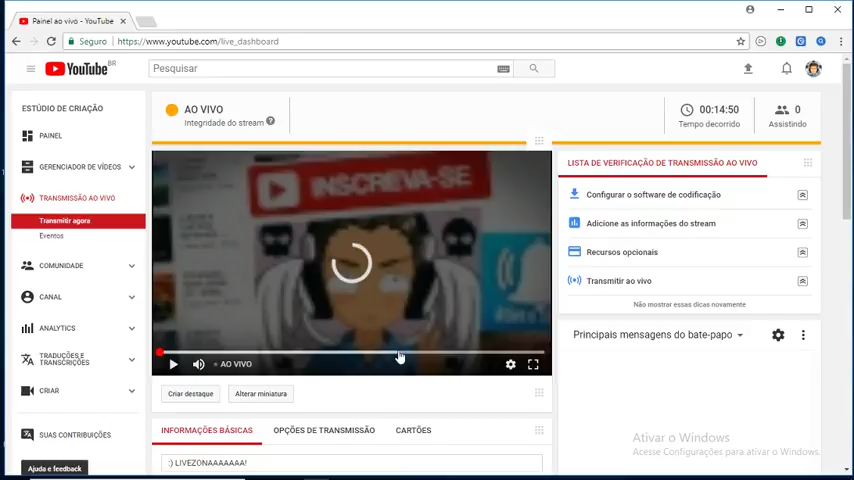 Painel ao vivo - YouTube
Seguro
https://www.youtube.com/live_dashboard
YouTube BR
Pesquisar
ESTÚDIO DE CRIAÇÃO
PAINEL
GERENCIADOR DE VÍDEOS
TRANSMISSÃO AO VIVO
Transmitir agora
Eventos
COMUNIDADE
CANAL
ANALYTICS
TRADUÇÕES E
TRANSCRIÇÕES
CRIAR
SUAS CONTRIBUIÇÕES
Ajuda e feedback
AO VIVO
Integridade do stream ?
00:14:50
Tempo decorrido
0
Assistindo
INSCREVA-SE
AO VIVO
Criar destaque
Alterar miniatura
INFORMAÇÕES BÁSICAS
OPÇÕES DE TRANSMISSÃO
CARTÕES
:) LIVEZONAAAAAAA!
LISTA DE VERIFICAÇÃO DE TRANSMISSÃO AO VIVO
Configurar o software de codificação
Adicione as informações do stream
Recursos opcionais
Transmitir ao vivo
Não mostrar essas dicas novamente
Principais mensagens do bate-papo
Ativar o Windows
Acesse Configurações para ativar o Windows.